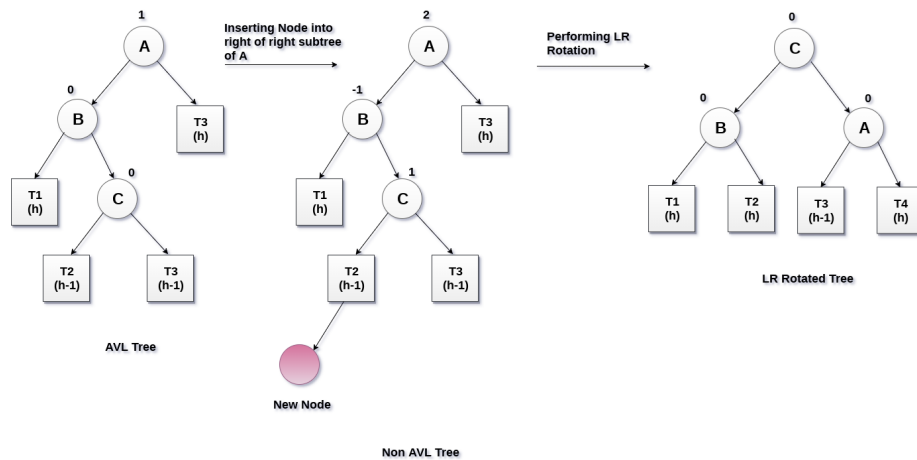 1
A
0
B
T3
(h)
0
T1
(h)
C
T2
(h-1)
T3
(h-1)
AVL Tree
Inserting Node into
right of right subtree
of A
2
A
-1
B
T3
(h)
1
T1
(h)
C
T2
(h-1)
T3
(h-1)
New Node
Non AVL Tree
Performing LR
Rotation
0
C
0
B
0
A
T1
(h)
T2
(h)
T3
(h-1)
T4
(h)
LR Rotated Tree